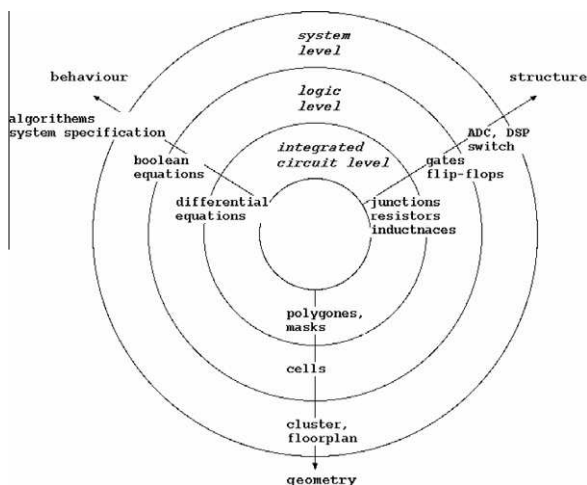 system
level
behaviour
structure
logic
level
algorithems
system specification
ADC, DSP
switch
integrated
circuit level
boolean
equations
gates
flip-flops
differential
equations
junctions
resistors
inductnaces
polygones,
masks
cells
cluster,
floorplan
geometry